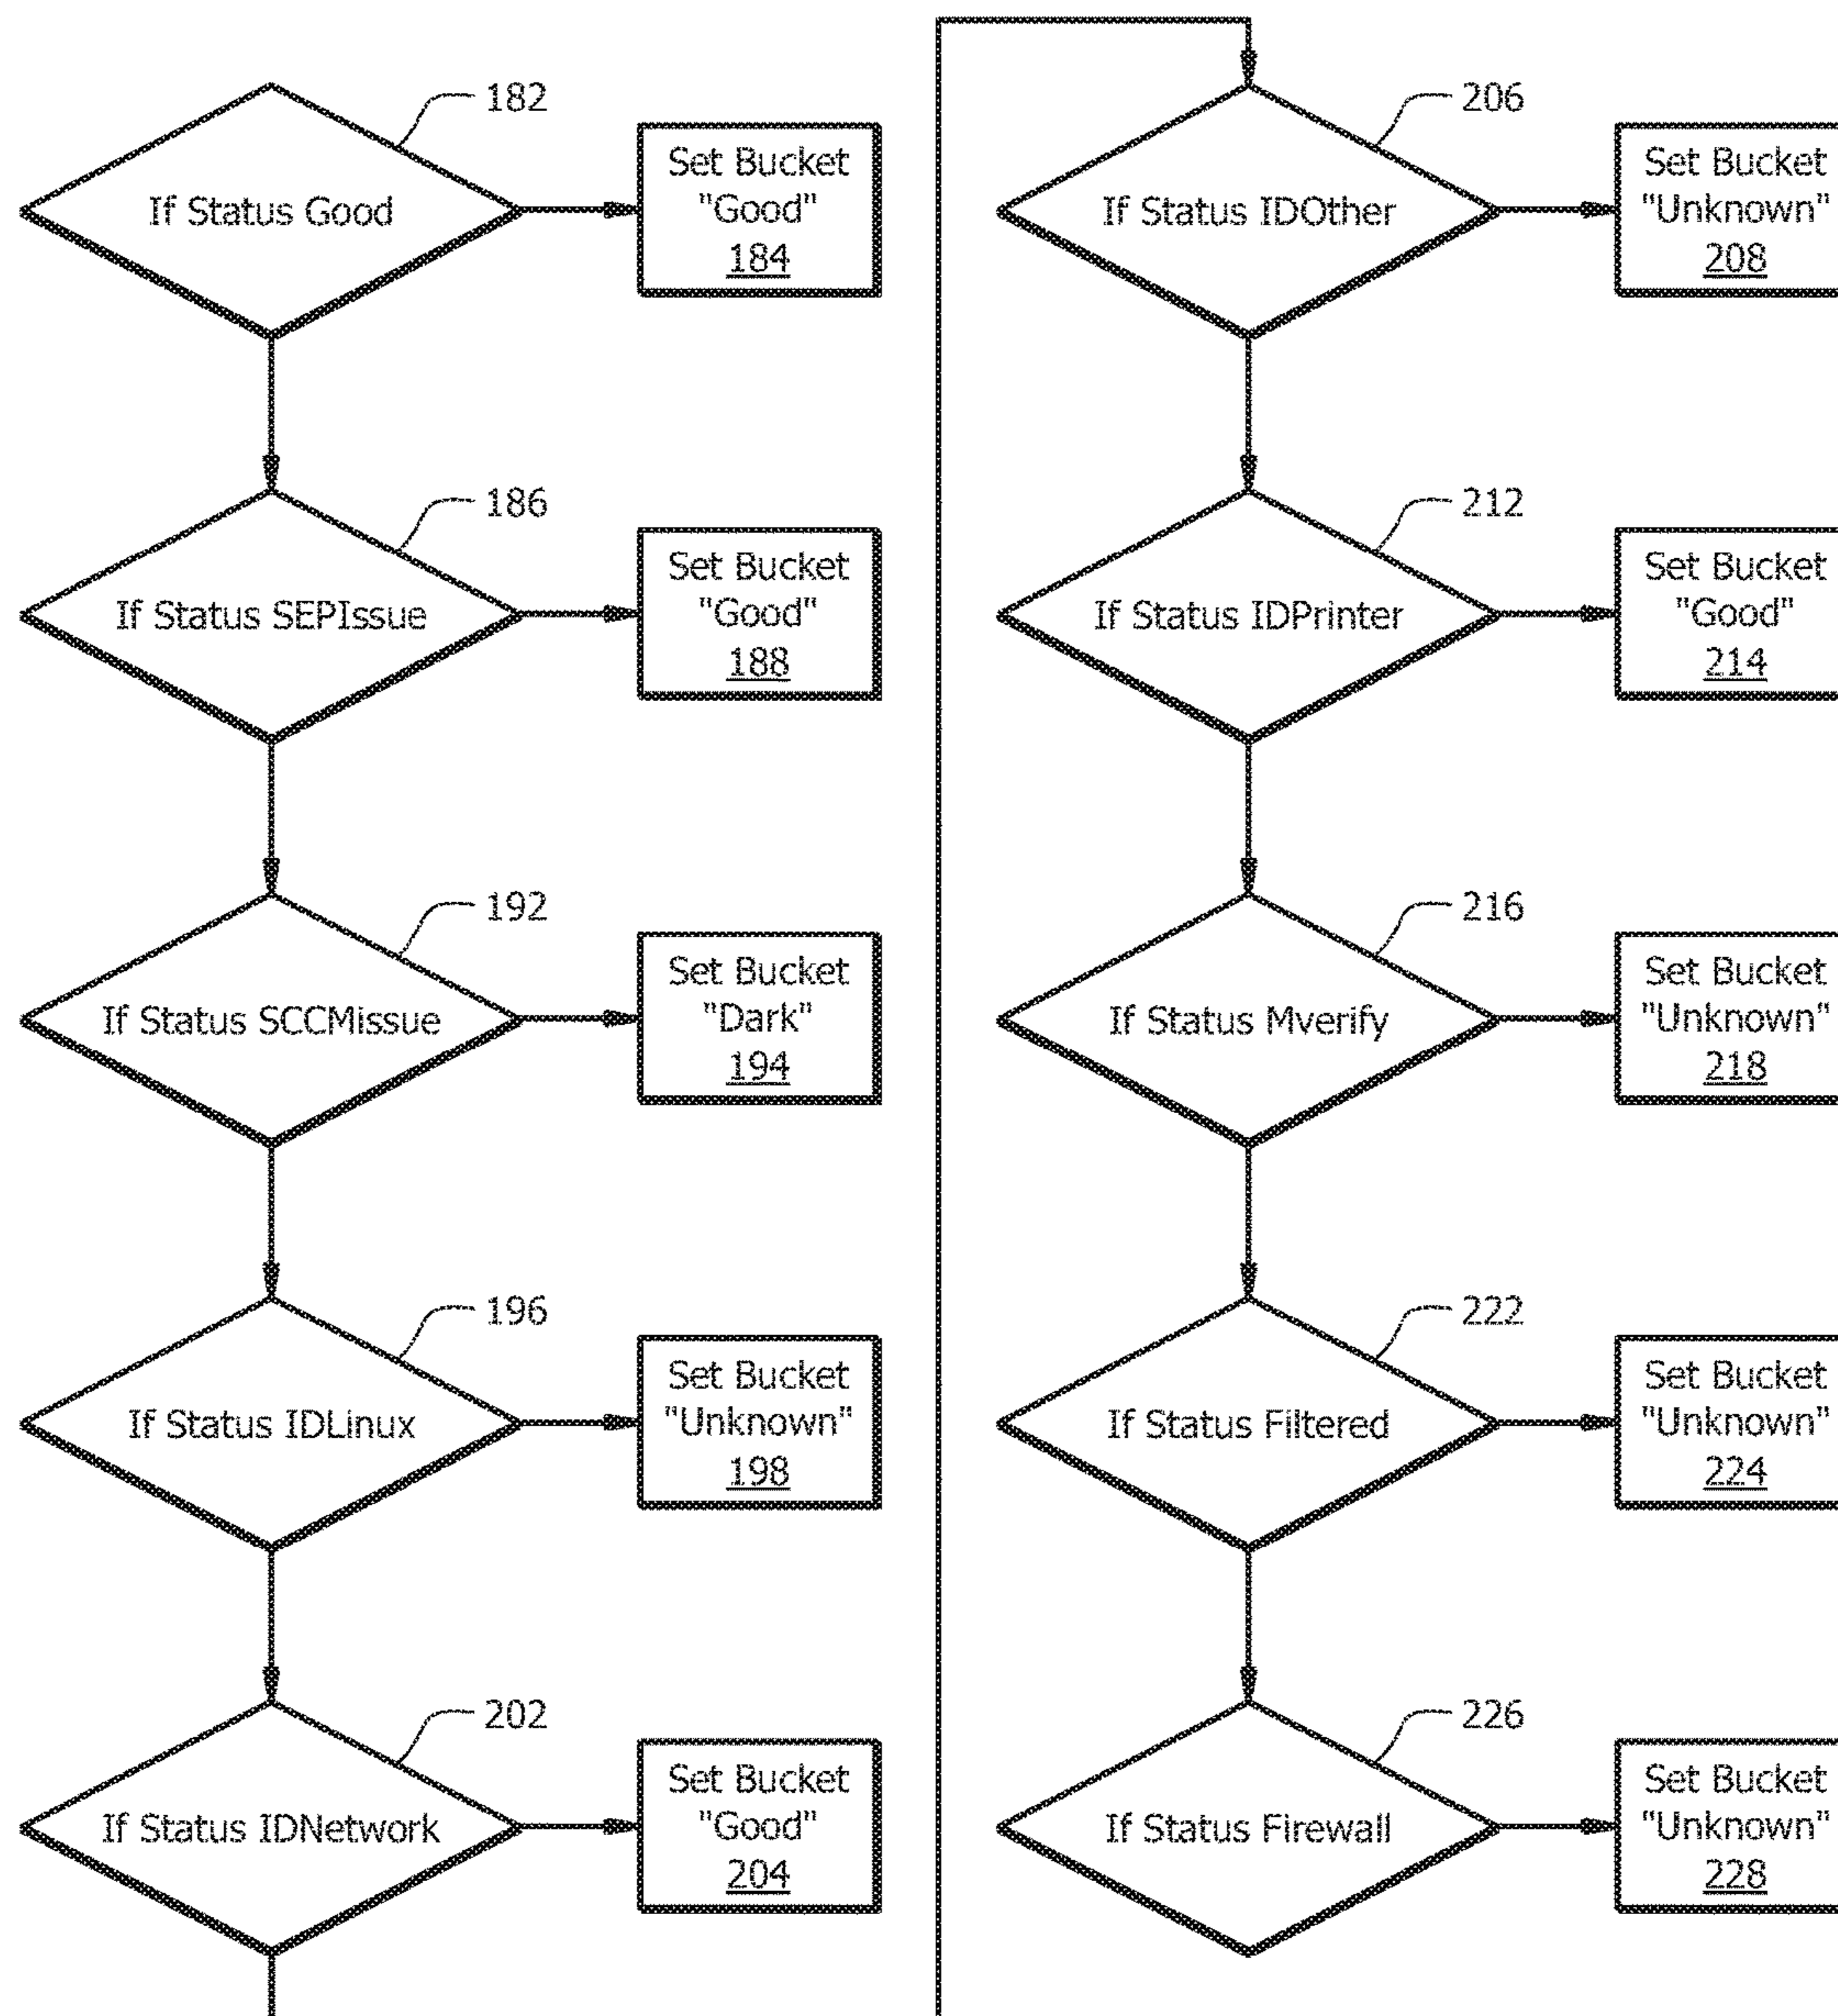 182
If Status Good
Set Bucket
"Good"
184
186
If Status SEPIssue
Set Bucket
"Good"
188
192
If Status SCCMissue
Set Bucket
"Dark"
194
196
If Status IDLinux
Set Bucket
"Unknown"
198
202
If Status IDNetwork
Set Bucket
"Good"
204
206
If Status IDOther
Set Bucket
"Unknown"
208
212
If Status IDPrinter
Set Bucket
"Good"
214
216
If Status Mverify
Set Bucket
"Unknown"
218
222
If Status Filtered
Set Bucket
"Unknown"
224
226
If Status Firewall
Set Bucket
"Unknown"
228